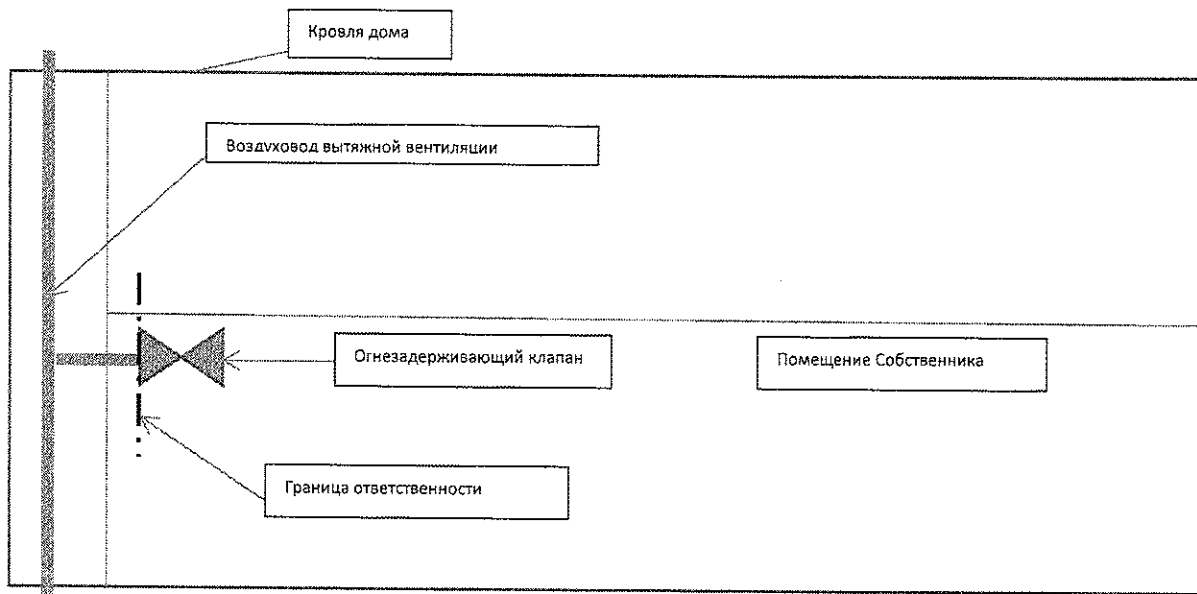 Кровля дома
Воздуховод вытяжной вентиляции
Огнезадерживающий клапан
Помещение Собственника
Граница ответственности